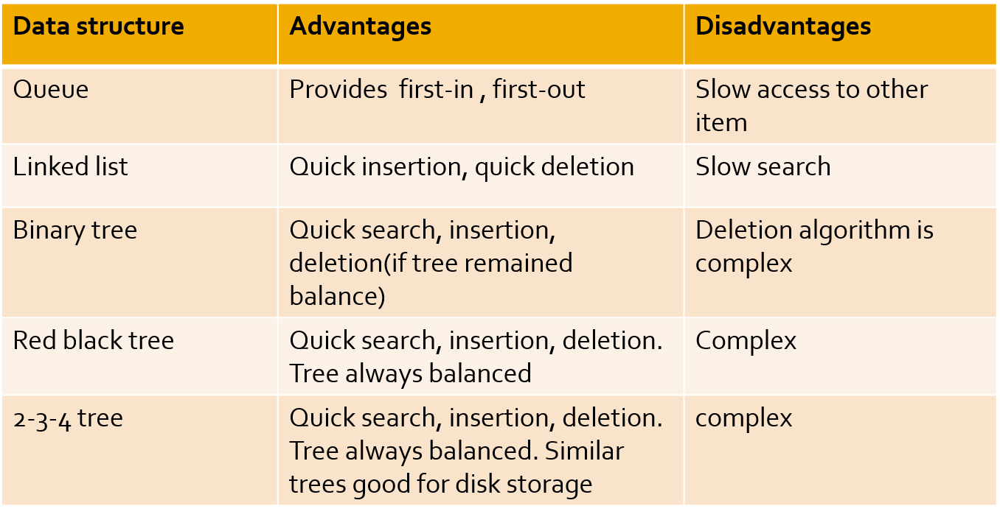 Data structure
Advantages
Disadvantages
Queue
Provides  first-in , first-out
Slow access to other
item
Linked list
Quick insertion, quick deletion
Slow search
Binary tree
Quick search, insertion,
deletion(if tree remained
balance)
Deletion algorithm is
complex
Red black tree
Quick search, insertion, deletion.
Tree always balanced
Complex
2-3-4 tree
Quick search, insertion, deletion.
Tree always balanced. Similar
trees good for disk storage
complex